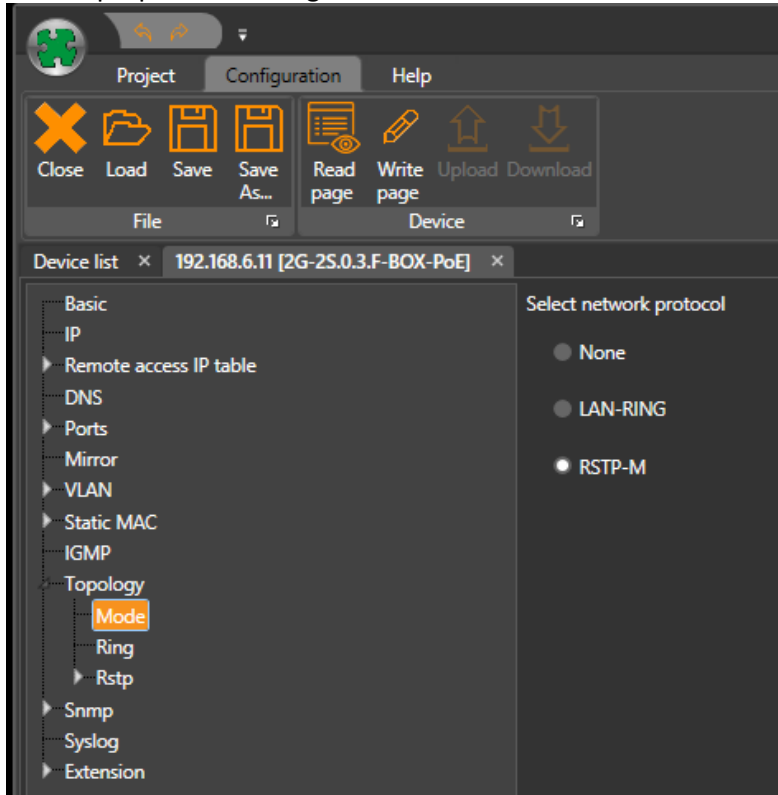 Project Configuration Help
Close Load Save Save As... Read page Write page Upload Download
File Device
Device list × 192.168.6.11 [2G-2S.0.3.F-BOX-PoE] ×
Basic
IP
Remote access IP table
DNS
Ports
Mirror
VLAN
Static MAC
IGMP
Topology
Mode
Ring
Rstp
Snmp
Syslog
Extension
Select network protocol
None
LAN-RING
RSTP-M